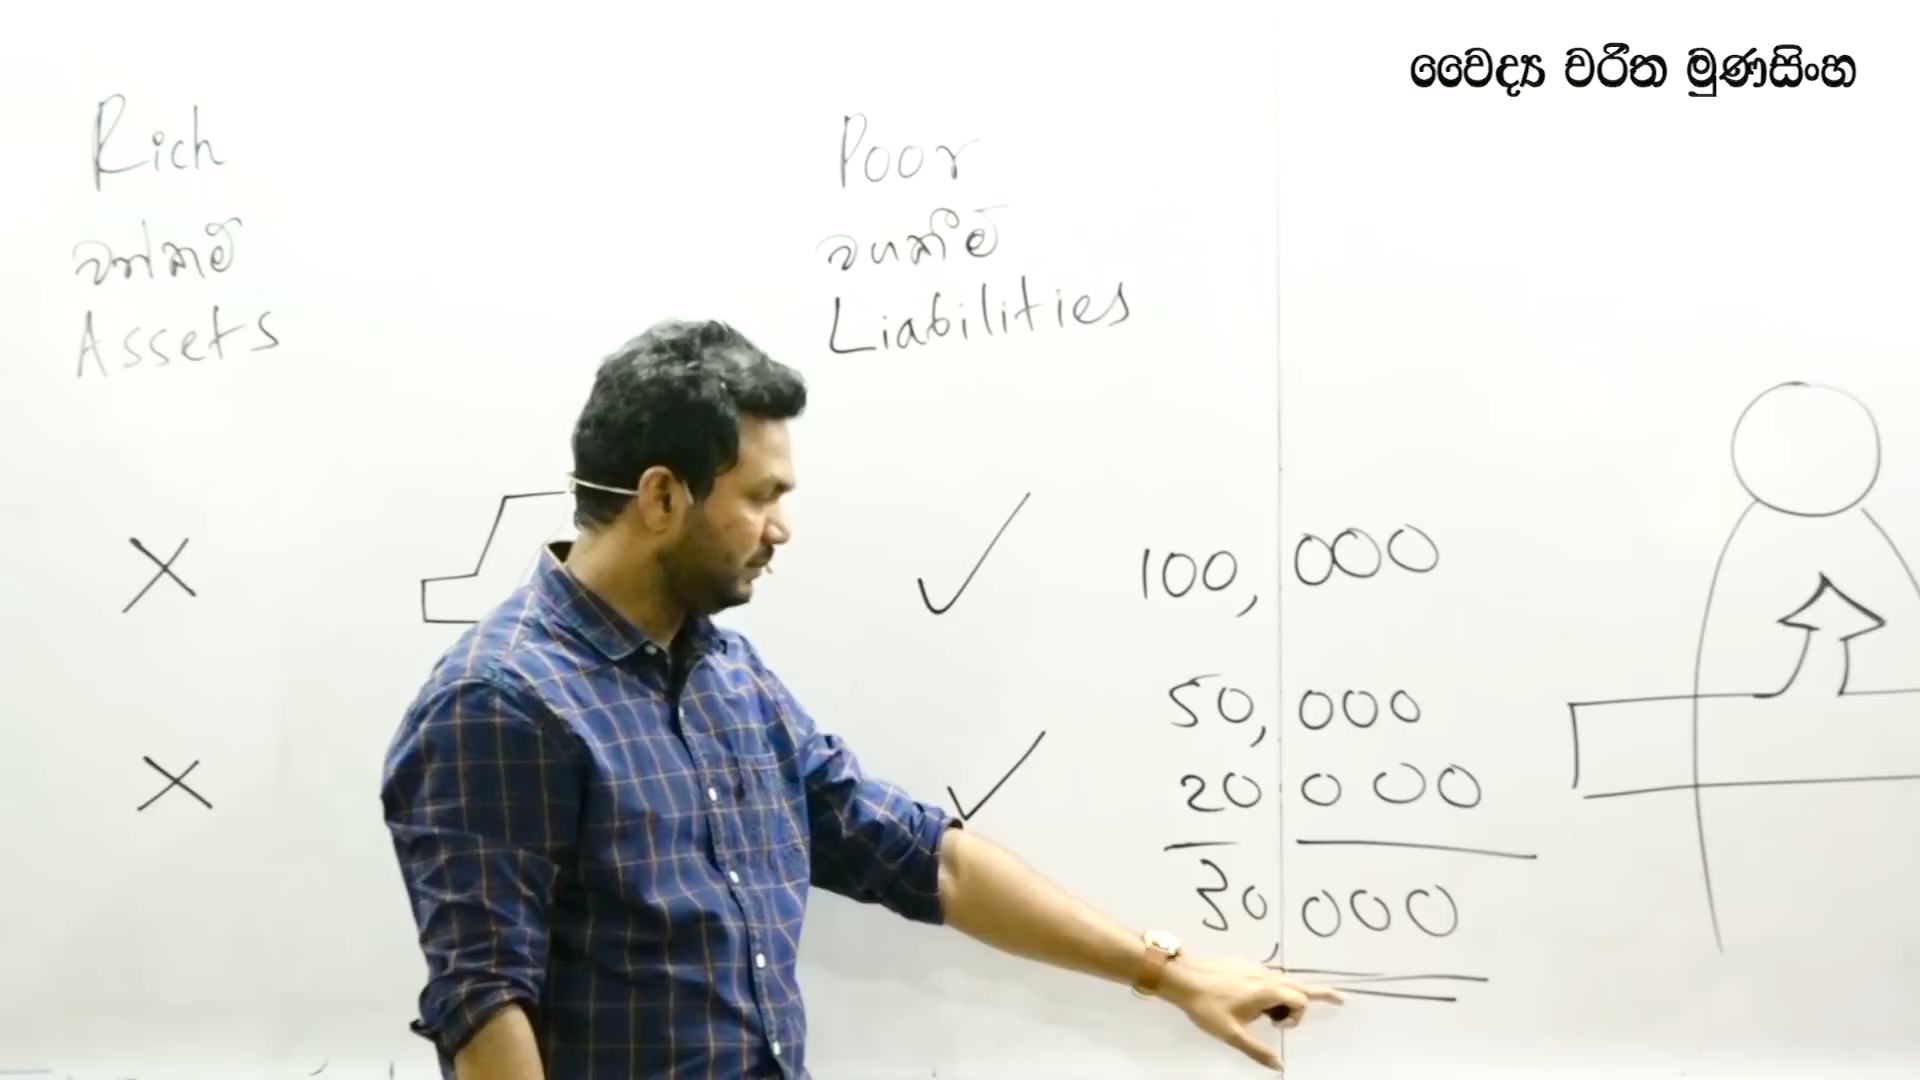 වෛද්‍ය චරිත මුණසිංහ
Rich
වත්කම්
Assets
Poor
වගකීම්
Liabilities
100,000
50,000
20 000
30,000